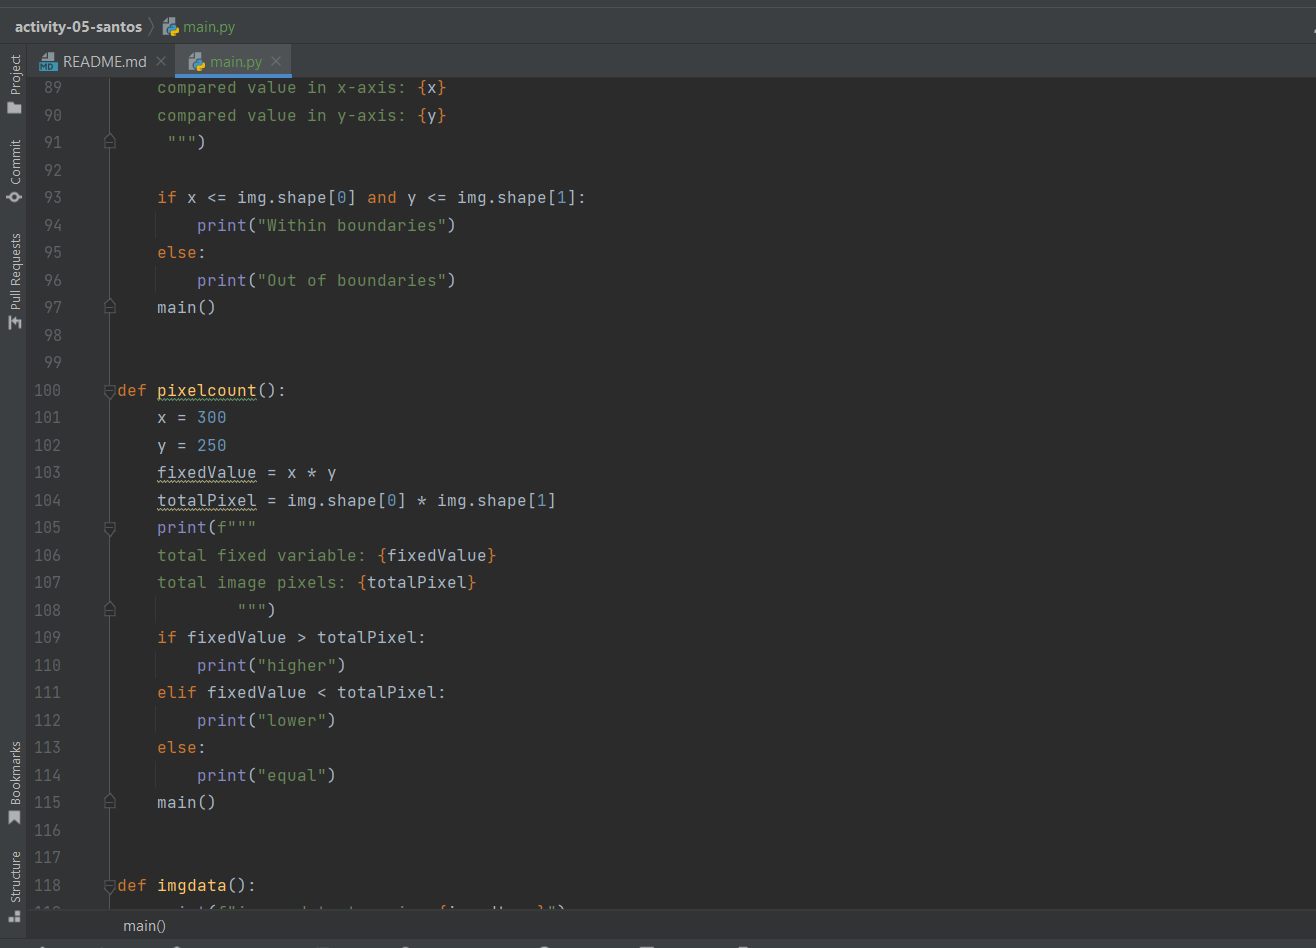 activity-05-santos main.py
README.md main.py
Project
Commit
Pull Requests
Bookmarks
Structure
89 compared value in x-axis: {x}
90 compared value in y-axis: {y}
91 """)
92
93 if x <= img.shape[0] and y <= img.shape[1]:
94 print("Within boundaries")
95 else:
96 print("Out of boundaries")
97 main()
98
99
100 def pixelcount():
101 x = 300
102 y = 250
103 fixedValue = x * y
104 totalPixel = img.shape[0] * img.shape[1]
105 print(f"""
106 total fixed variable: {fixedValue}
107 total image pixels: {totalPixel}
108 """)
109 if fixedValue > totalPixel:
110 print("higher")
111 elif fixedValue < totalPixel:
112 print("lower")
113 else:
114 print("equal")
115 main()
116
117
118 def imgdata():
main()